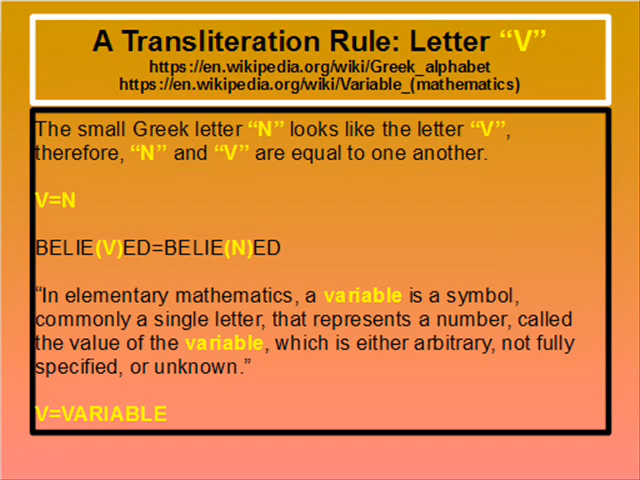 A Transliteration Rule: Letter “V”
https://en.wikipedia.org/wiki/Greek_alphabet
https://en.wikipedia.org/wiki/Variable_(mathematics)
The small Greek letter “N” looks like the letter “V”,
therefore, “N” and “V” are equal to one another.
V=N
BELIE(V)ED=BELIE(N)ED
“In elementary mathematics, a variable is a symbol,
commonly a single letter, that represents a number, called
the value of the variable, which is either arbitrary, not fully
specified, or unknown.”
V=VARIABLE